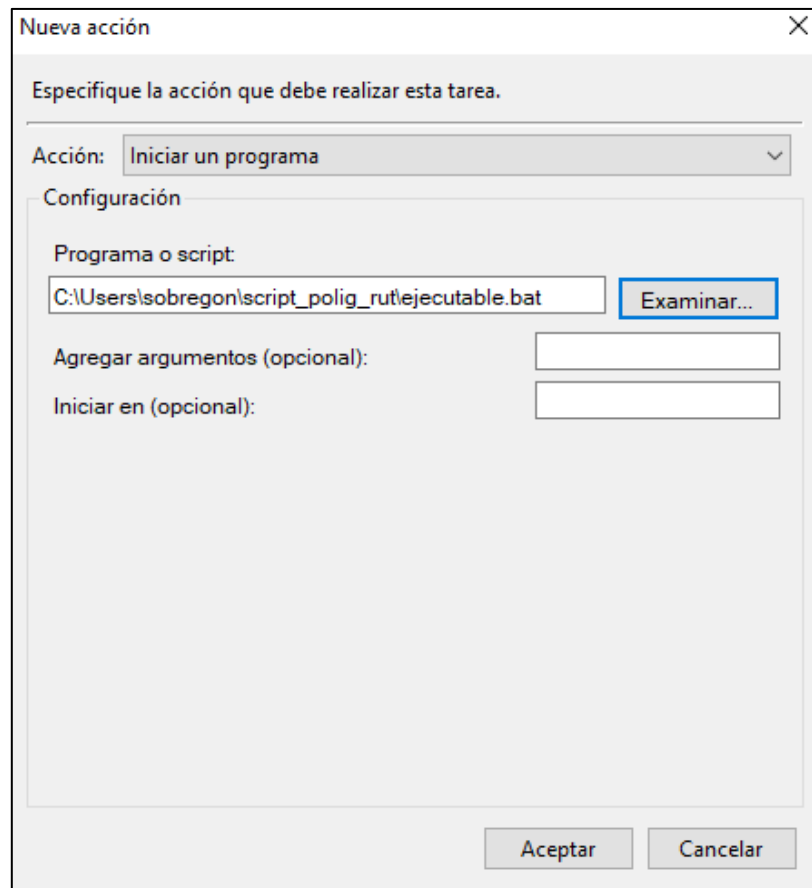 Nueva acción
Especifique la acción que debe realizar esta tarea.
Acción: Iniciar un programa
Configuración
Programa o script:
C:\Users\sobregon\script_polig_rut\ejecutable.bat Examinar...
Agregar argumentos (opcional):
Iniciar en (opcional):
Aceptar Cancelar